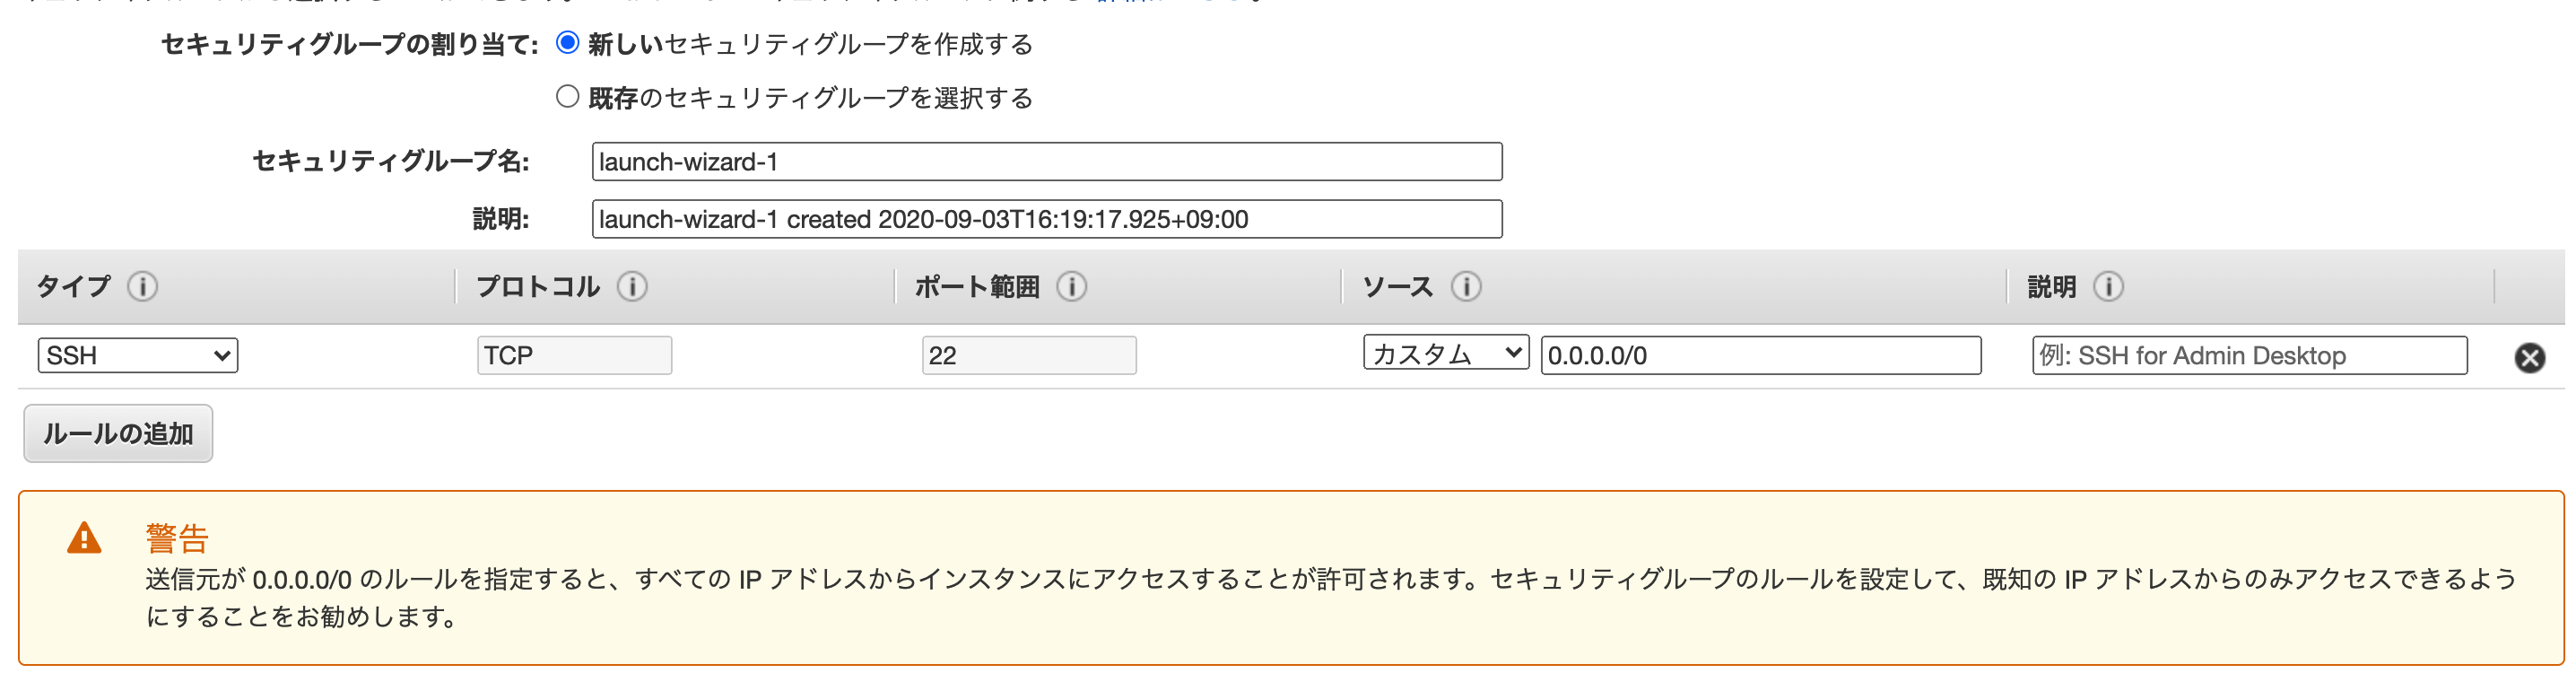 セキュリティグループの割り当て: 新しいセキュリティグループを作成する
既存のセキュリティグループを選択する
セキュリティグループ名: launch-wizard-1
説明: launch-wizard-1 created 2020-09-03T16:19:17.925+09:00
タイプ プロトコル ポート範囲 ソース 説明
SSH TCP 22 カスタム 0.0.0.0/0 例: SSH for Admin Desktop
ルールの追加
警告
送信元が 0.0.0.0/0 のルールを指定すると、すべての IP アドレスからインスタンスにアクセスすることが許可されます。セキュリティグループのルールを設定して、既知の IP アドレスからのみアクセスできるよう
にすることをお勧めします。